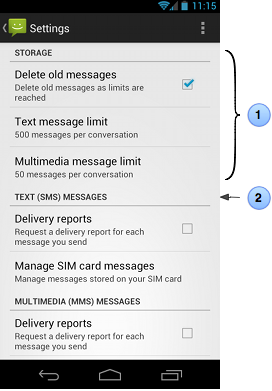 11:15
Settings
STORAGE
Delete old messages
Delete old messages as limits are
reached
Text message limit
500 messages per conversation
Multimedia message limit
50 messages per conversation
1
TEXT (SMS) MESSAGES
2
Delivery reports
Request a delivery report for each
message you send
Manage SIM card messages
Manage messages stored on your SIM card
MULTIMEDIA (MMS) MESSAGES
Delivery reports
Request a delivery report for each
message you send